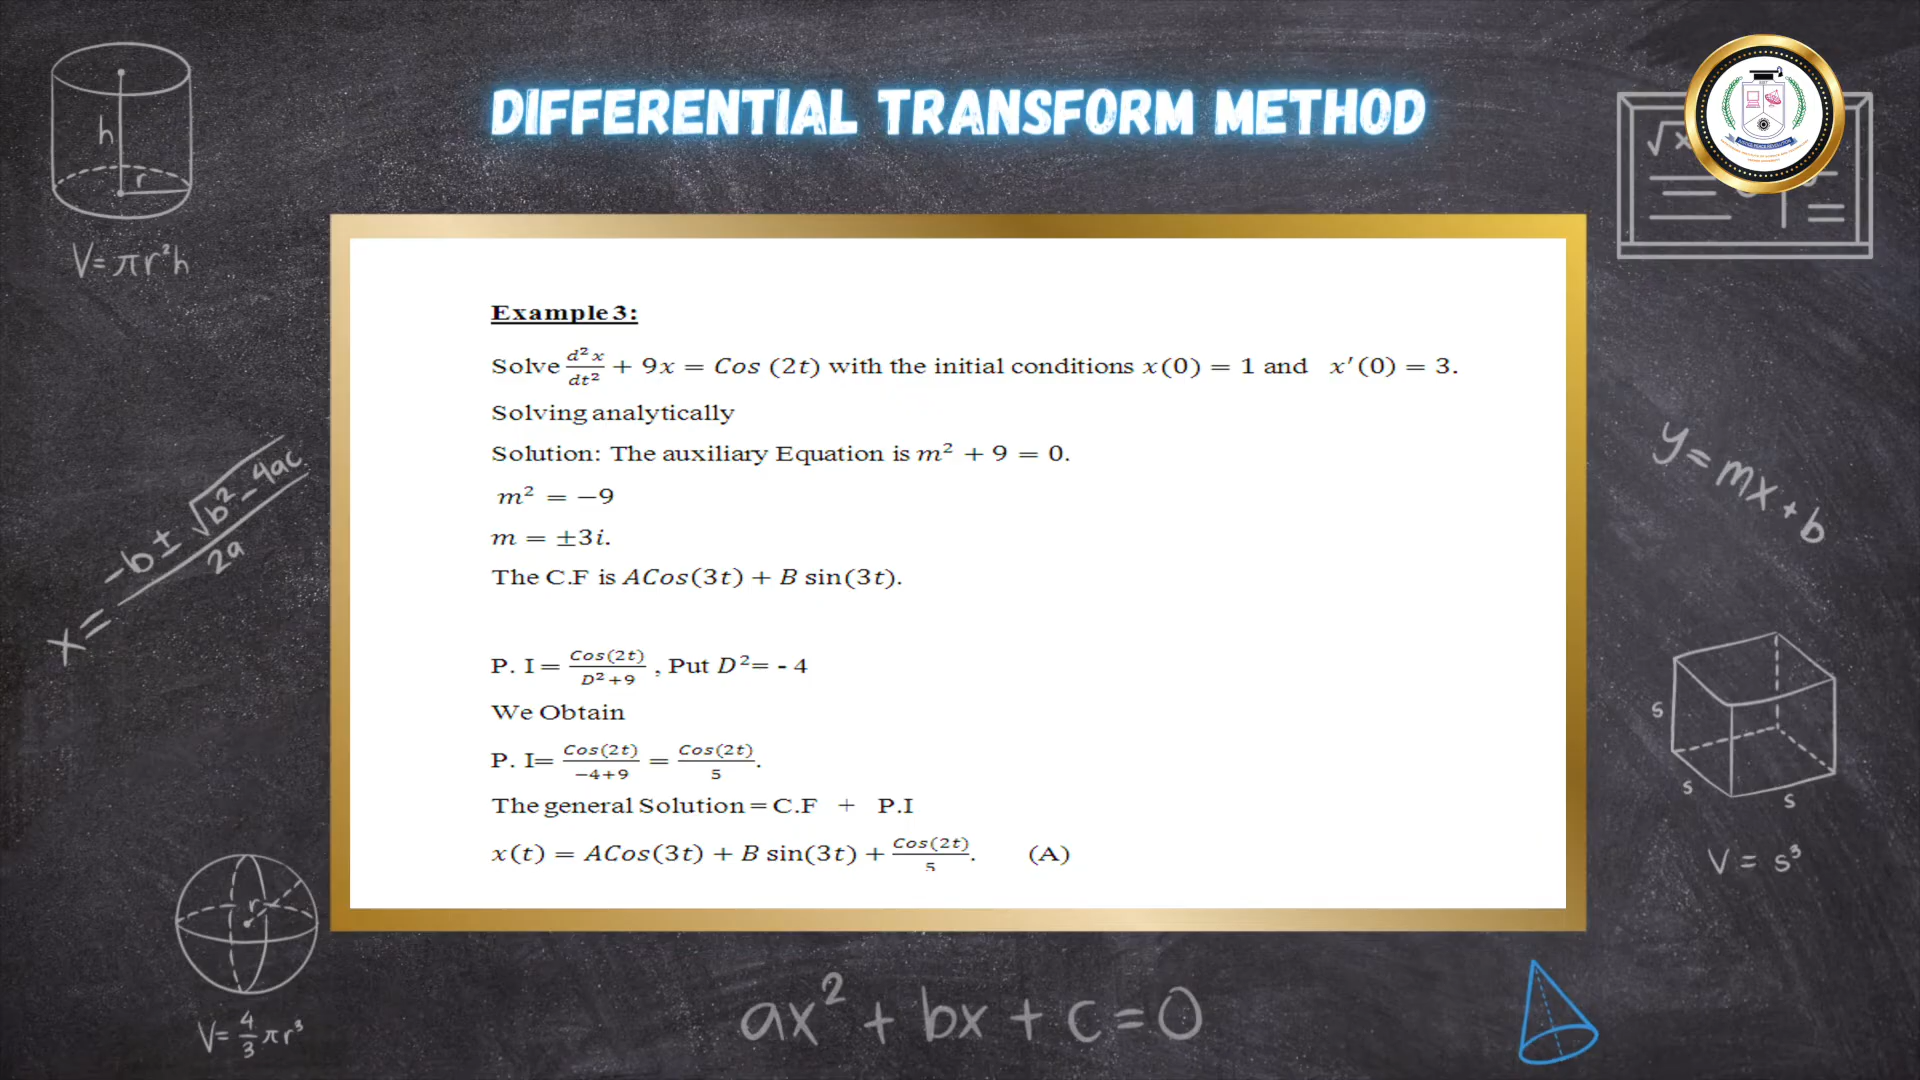 DIFFERENTIAL TRANSFORM METHOD
h
r
V=πr²h
√x
Example 3:
Solve d²x/dt² + 9x = Cos (2t) with the initial conditions x(0) = 1 and x′(0) = 3.
Solving analytically
Solution: The auxiliary Equation is m² + 9 = 0.
m² = −9
m = ±3i.
The C.F is ACos(3t) + B sin(3t).
P. I = Cos(2t)/D²+9 , Put D²= - 4
We Obtain
P. I= Cos(2t)/−4+9 = Cos(2t)/5.
The general Solution = C.F + P.I
x(t) = ACos(3t) + B sin(3t) + Cos(2t)/5. (A)
x = -b ± √b²-4ac / 2a
y = mx + b
s
s
s
V = s³
r
V= 4/3 πr³
ax² + bx + c = 0